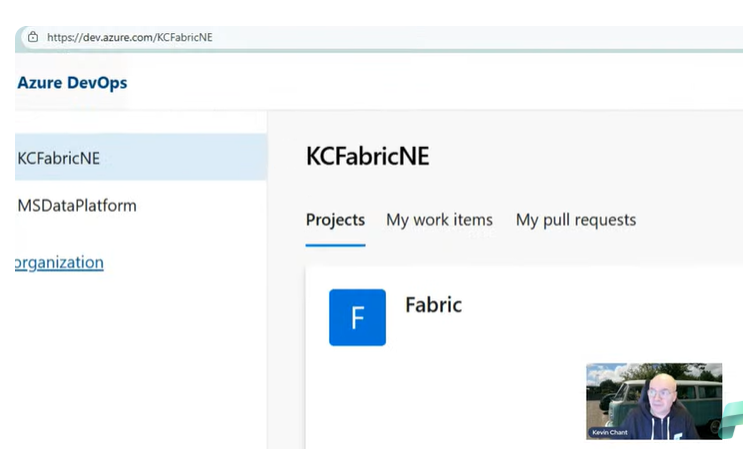 https://dev.azure.com/KCFabricNE
Azure DevOps
KCFabricNE
MSDataPlatform
organization
KCFabricNE
Projects My work items My pull requests
F
Fabric
Kevin Chant